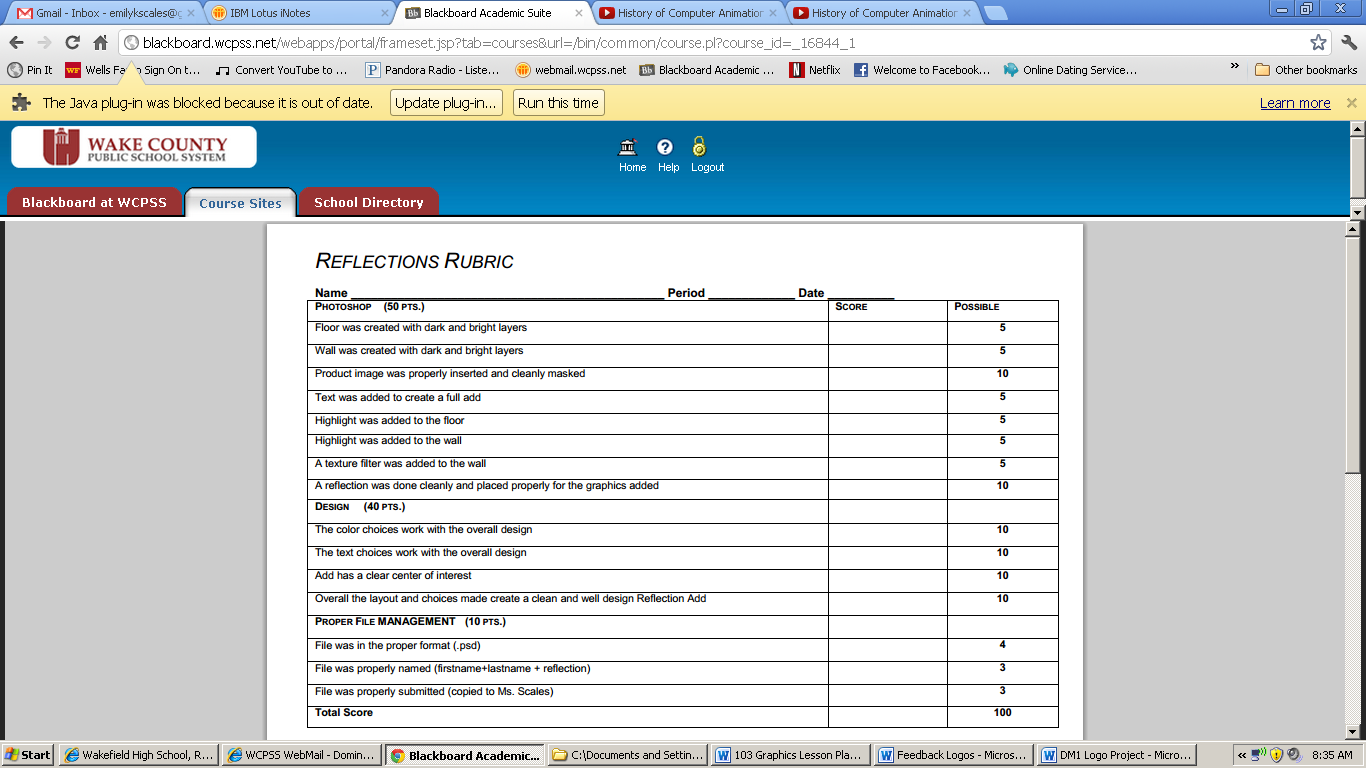 Gmail - Inbox - emilykscales@g
IBM Lotus iNotes
Blackboard Academic Suite
History of Computer Animation
History of Computer Animation
blackboard.wcpss.net/webapps/portal/frameset.jsp?tab=courses&url=/bin/common/course.pl?course_id=_16844_1
Pin It
Wells Fargo Sign On t...
Convert YouTube to ...
Pandora Radio - Liste...
webmail.wcpss.net
Blackboard Academic ...
Netflix
Welcome to Facebook...
Online Dating Service...
»
Other bookmarks
The Java plug-in was blocked because it is out of date.
Update plug-in...
Run this time
Learn more
WAKE COUNTY
PUBLIC SCHOOL SYSTEM
Home
Help
Logout
Blackboard at WCPSS
Course Sites
School Directory
REFLECTIONS RUBRIC
Name ________ Period ________ Date ________
PHOTOSHOP (50 PTS.) SCORE POSSIBLE
Floor was created with dark and bright layers 5
Wall was created with dark and bright layers 5
Product image was properly inserted and cleanly masked 10
Text was added to create a full add 5
Highlight was added to the floor 5
Highlight was added to the wall 5
A texture filter was added to the wall 5
A reflection was done cleanly and placed properly for the graphics added 10
DESIGN (40 PTS.)
The color choices work with the overall design 10
The text choices work with the overall design 10
Add has a clear center of interest 10
Overall the layout and choices made create a clean and well design Reflection Add 10
PROPER FILE MANAGEMENT (10 PTS.)
File was in the proper format (.psd) 4
File was properly named (firstname+lastname + reflection) 3
File was properly submitted (copied to Ms. Scales) 3
Total Score 100
Start
Wakefield High School, R...
WCPSS WebMail - Domin...
Blackboard Academic...
C:\Documents and Settin...
103 Graphics Lesson Pla...
Feedback Logos - Micros...
DM1 Logo Project - Micro...
«
8:35 AM